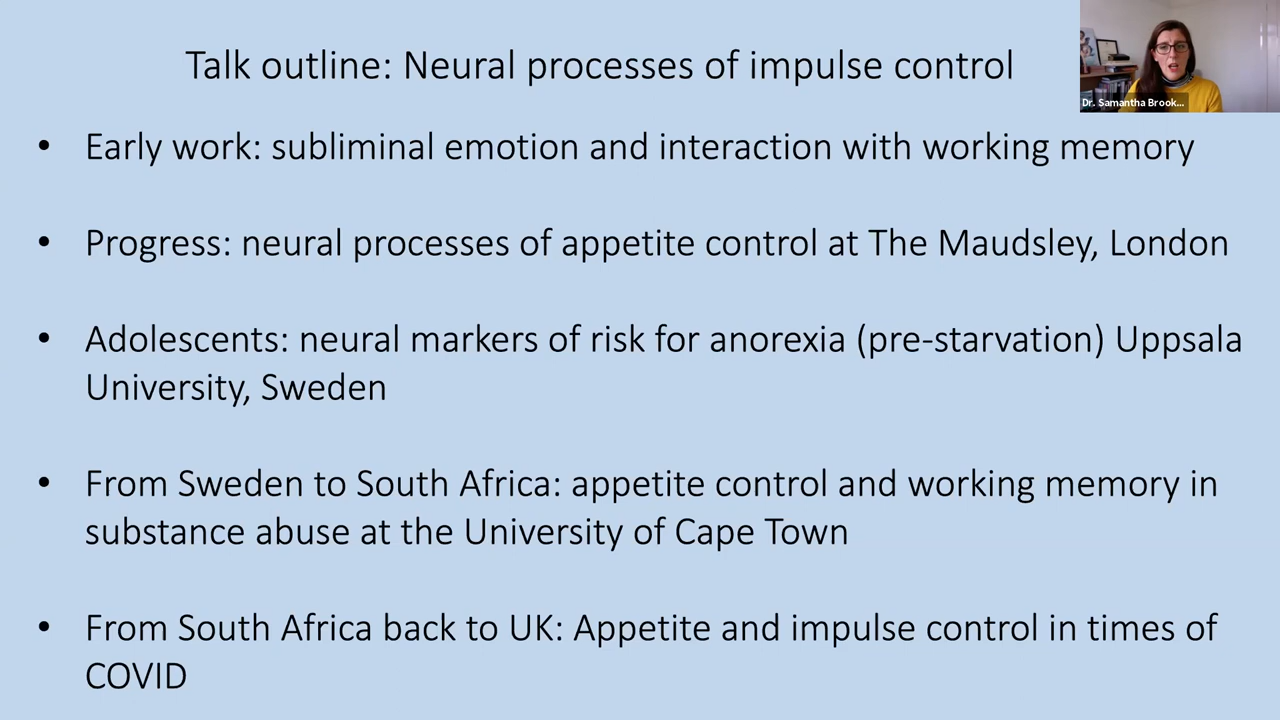 Talk outline: Neural processes of impulse control
Dr. Samantha Brook...
• Early work: subliminal emotion and interaction with working memory
• Progress: neural processes of appetite control at The Maudsley, London
• Adolescents: neural markers of risk for anorexia (pre-starvation) Uppsala
University, Sweden
• From Sweden to South Africa: appetite control and working memory in
substance abuse at the University of Cape Town
• From South Africa back to UK: Appetite and impulse control in times of
COVID